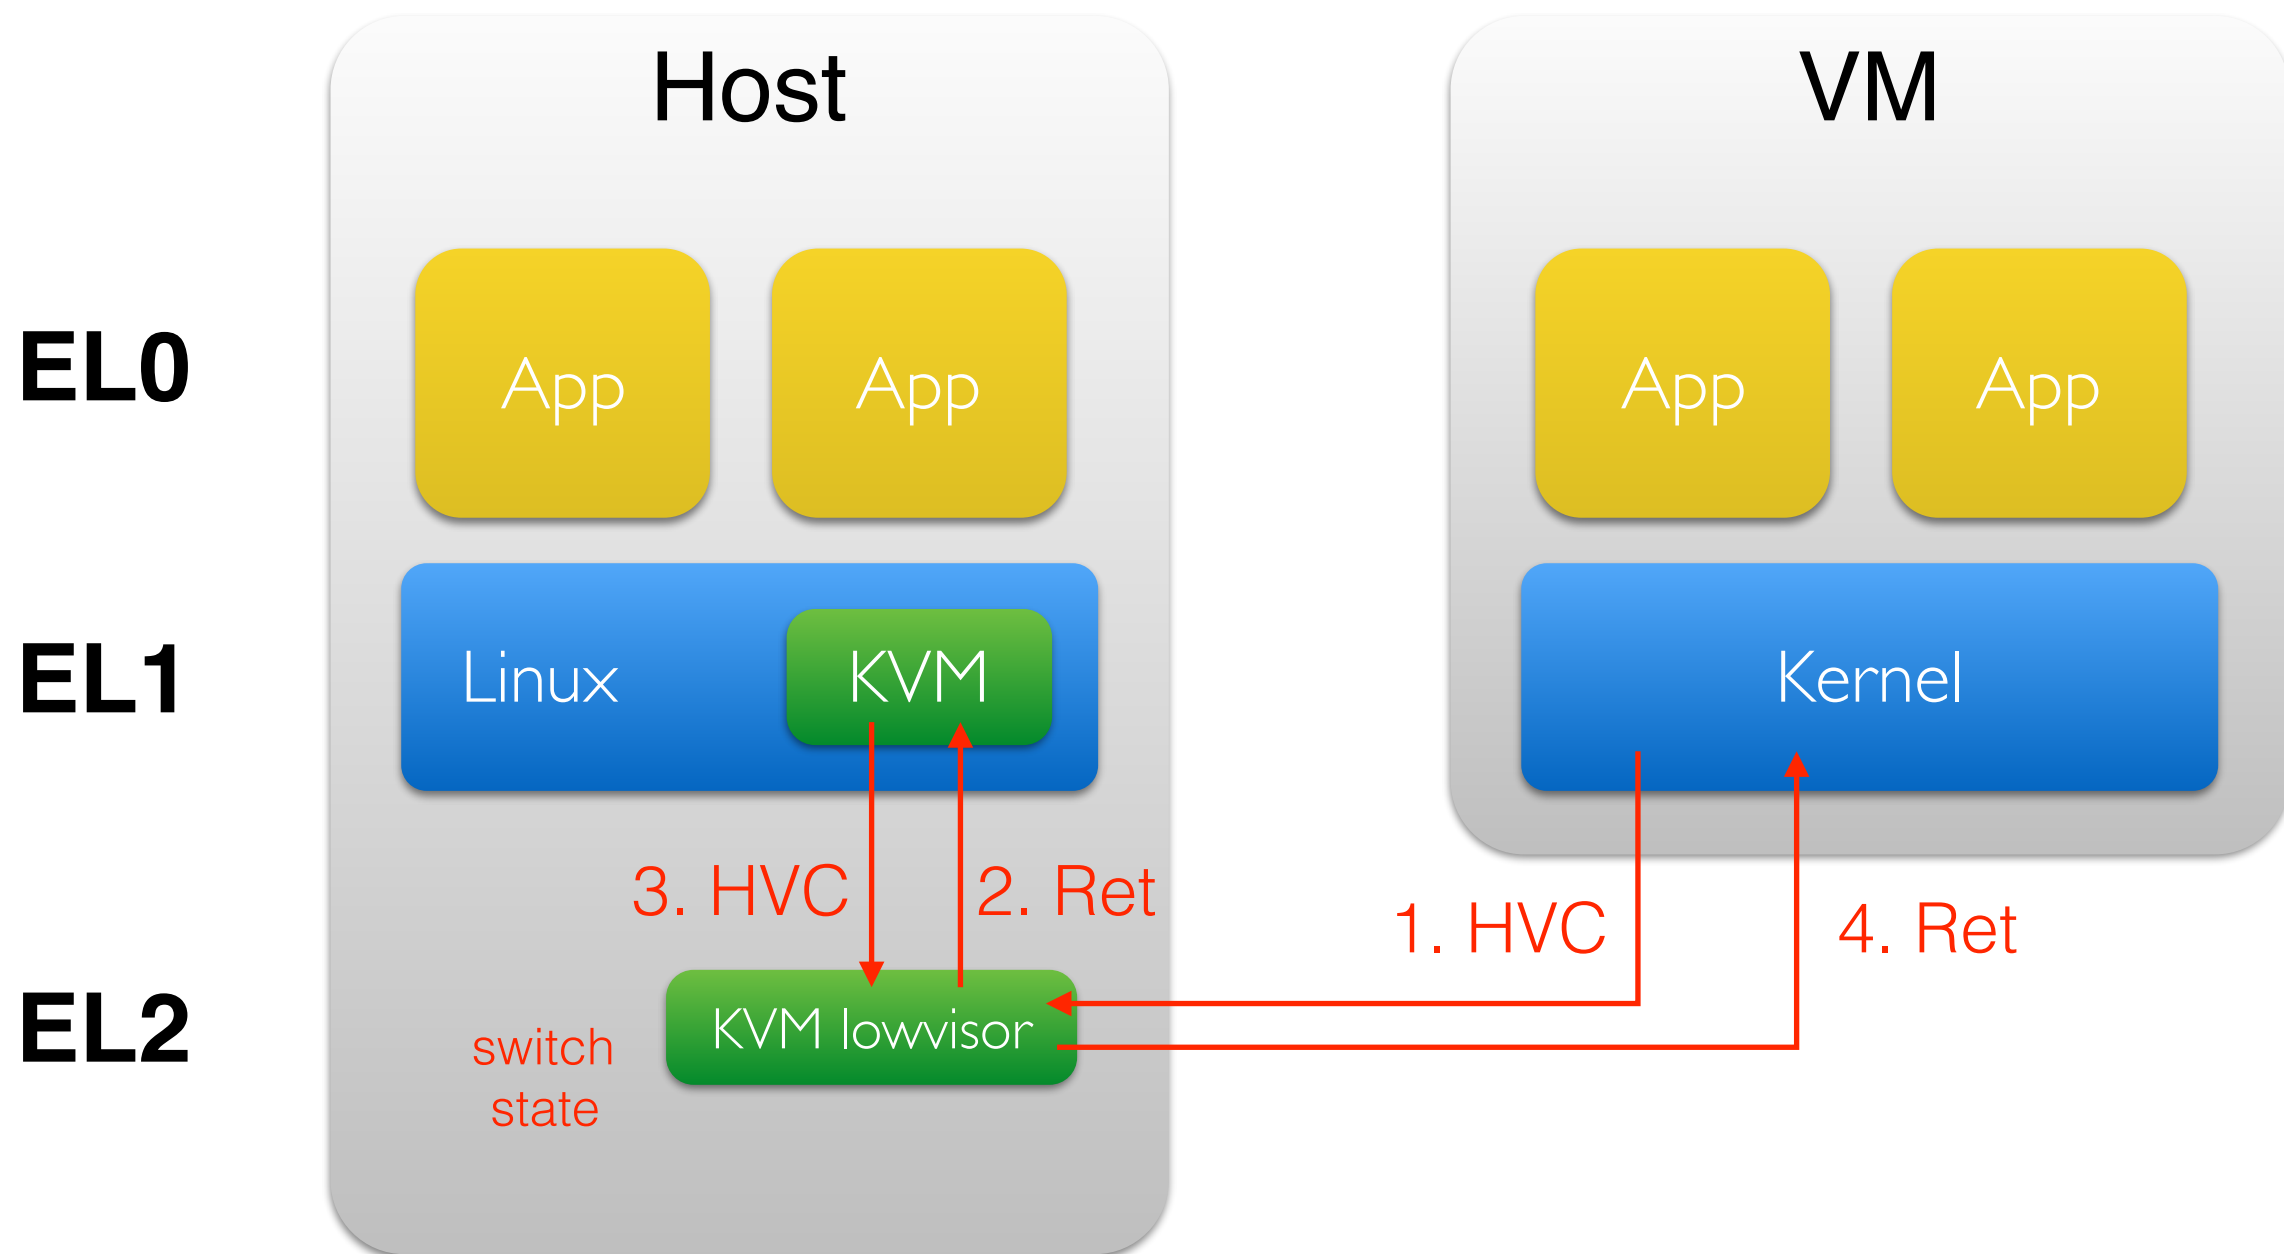 Host
VM
EL0
App
App
App
App
EL1
Linux
KVM
Kernel
3. HVC
2. Ret
1. HVC
4. Ret
EL2
switch
state
KVM lowvisor